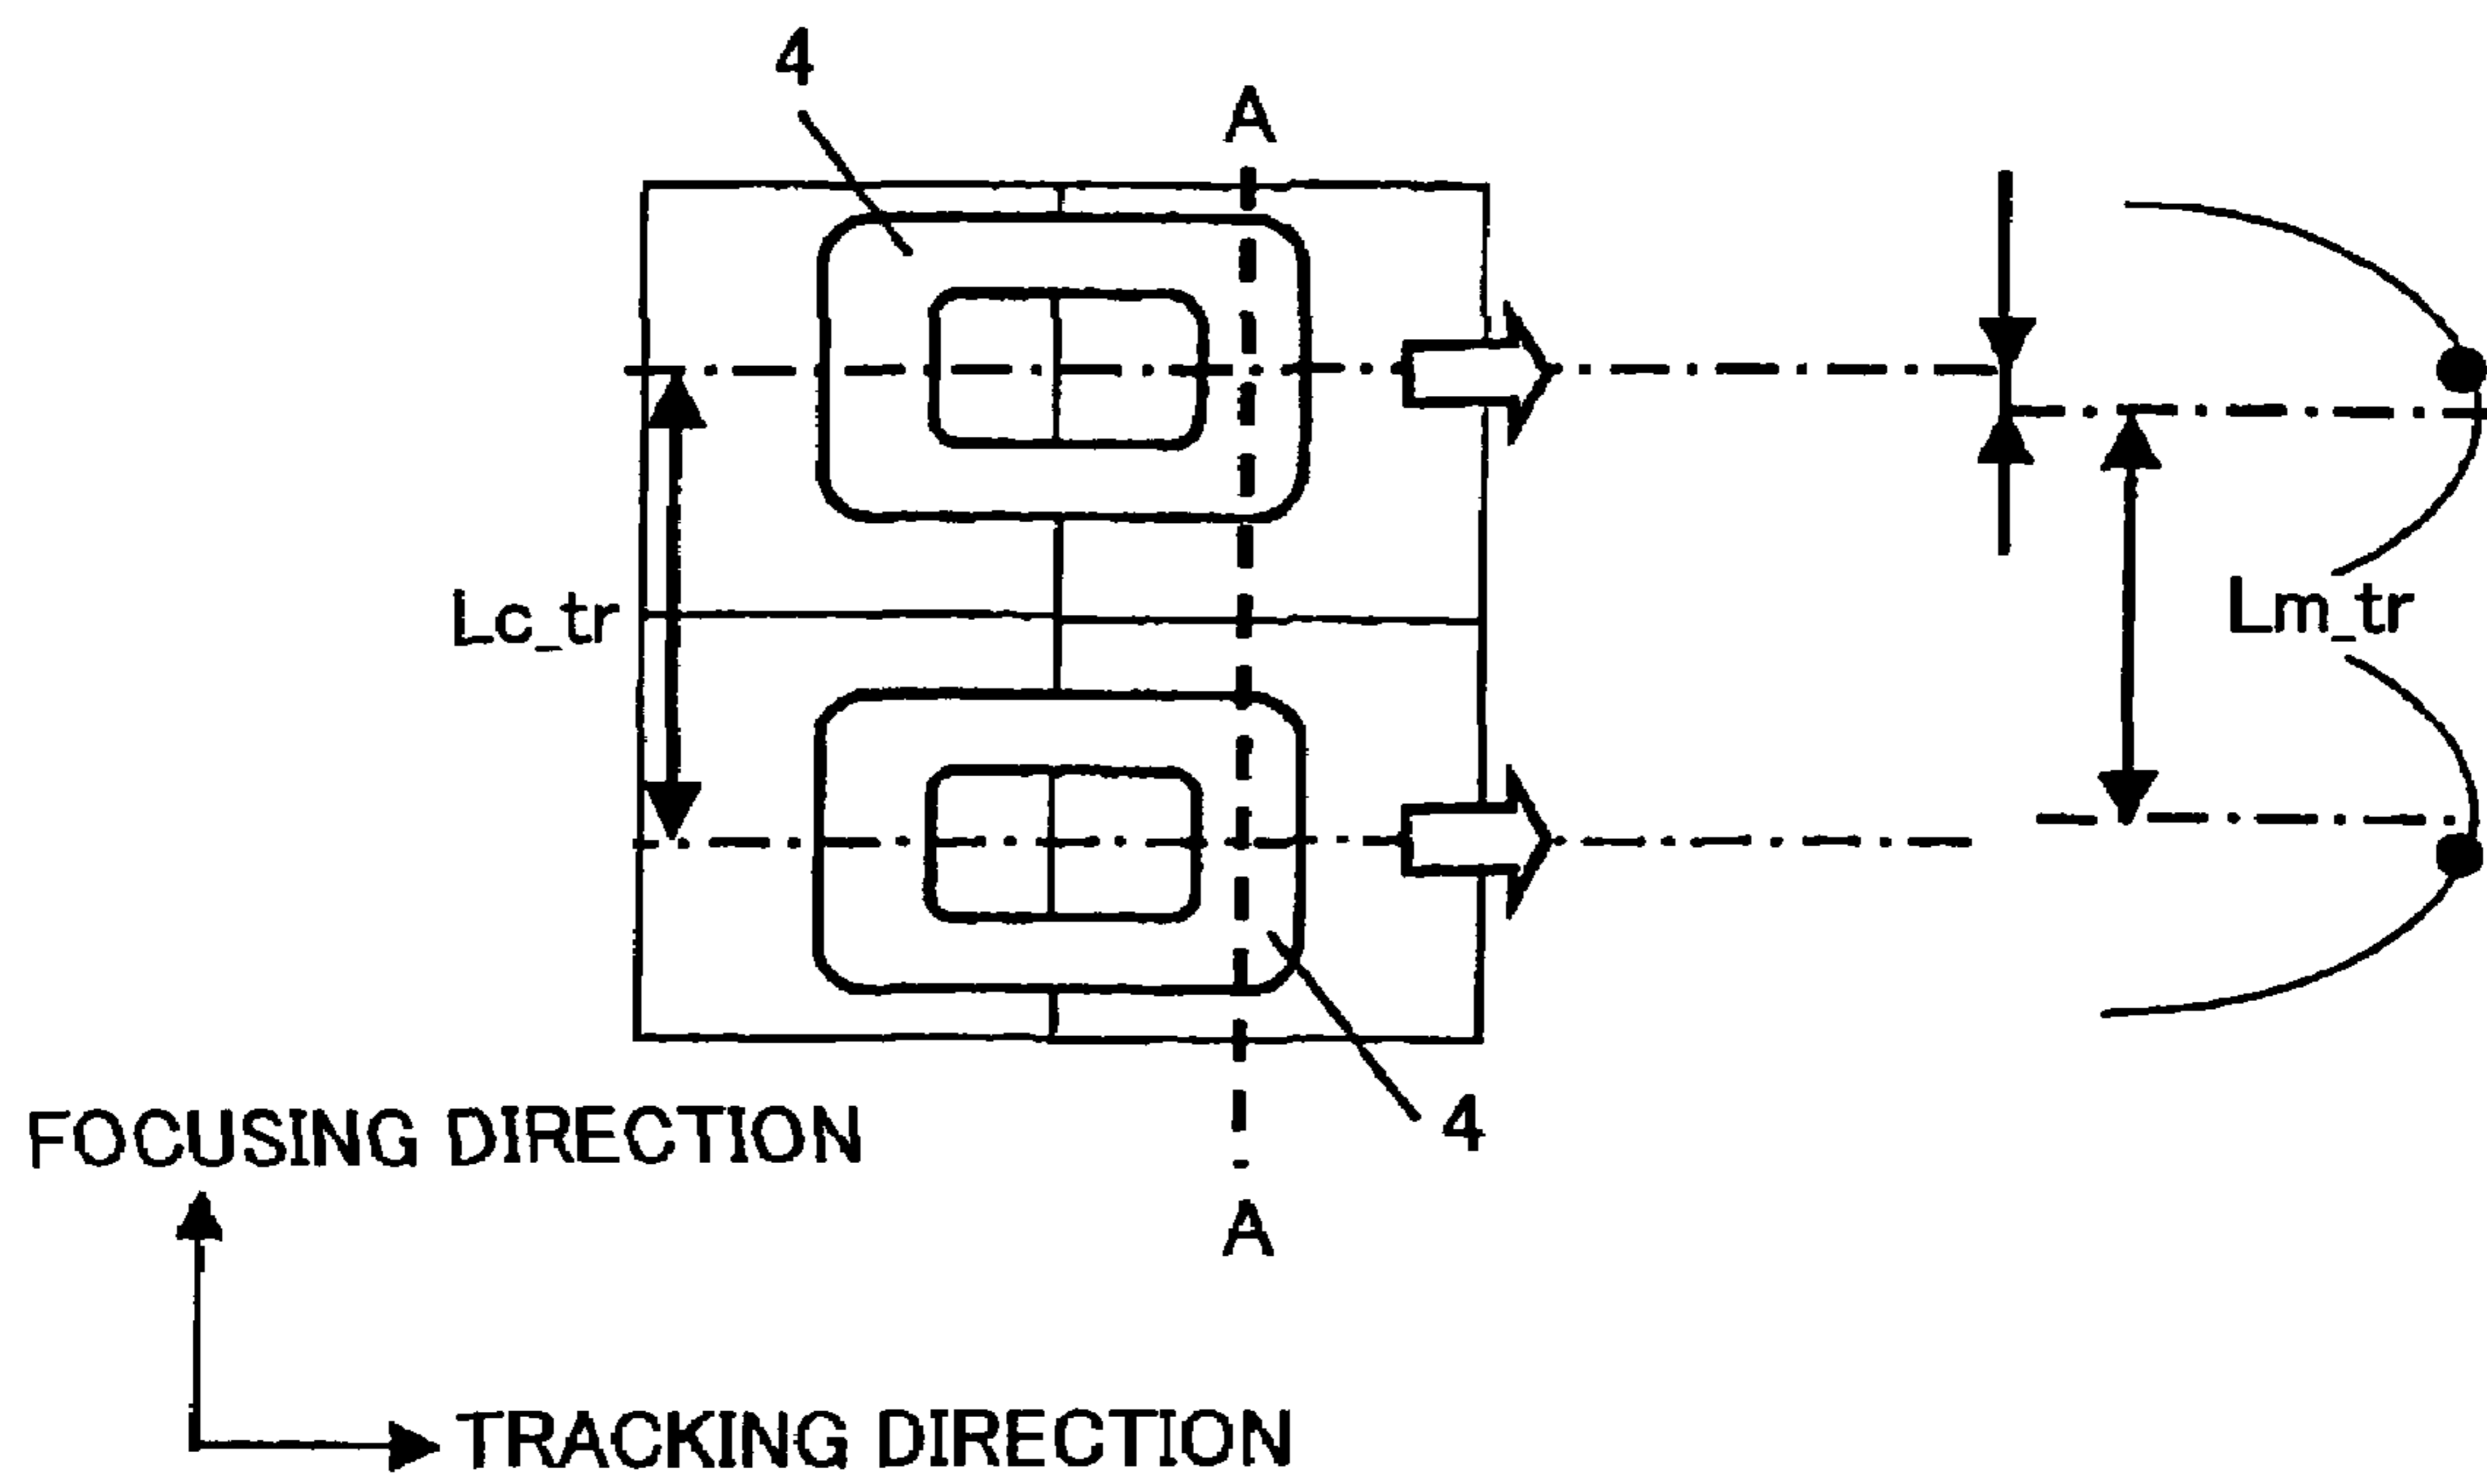 4
A
Lc_tr
Lm_tr
FOCUSING DIRECTION
4
A
TRACKING DIRECTION